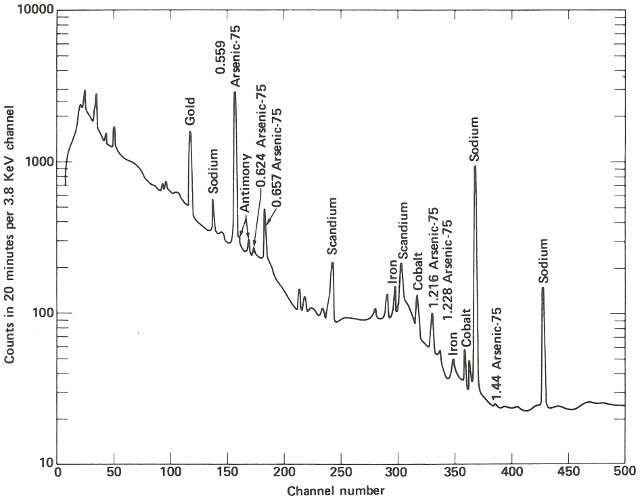 10000
1000
100
10
Counts in 20 minutes per 3.8 KeV channel
Gold
Sodium
0.559
Arsenic-75
Antimony
0.624 Arsenic-75
0.657 Arsenic-75
Scandium
Iron
Scandium
Cobalt
1.216 Arsenic-75
1.228 Arsenic-75
Iron
Cobalt
Sodium
1.44 Arsenic-75
Sodium
0 50 100 150 200 250 300 350 400 450 500
Channel number